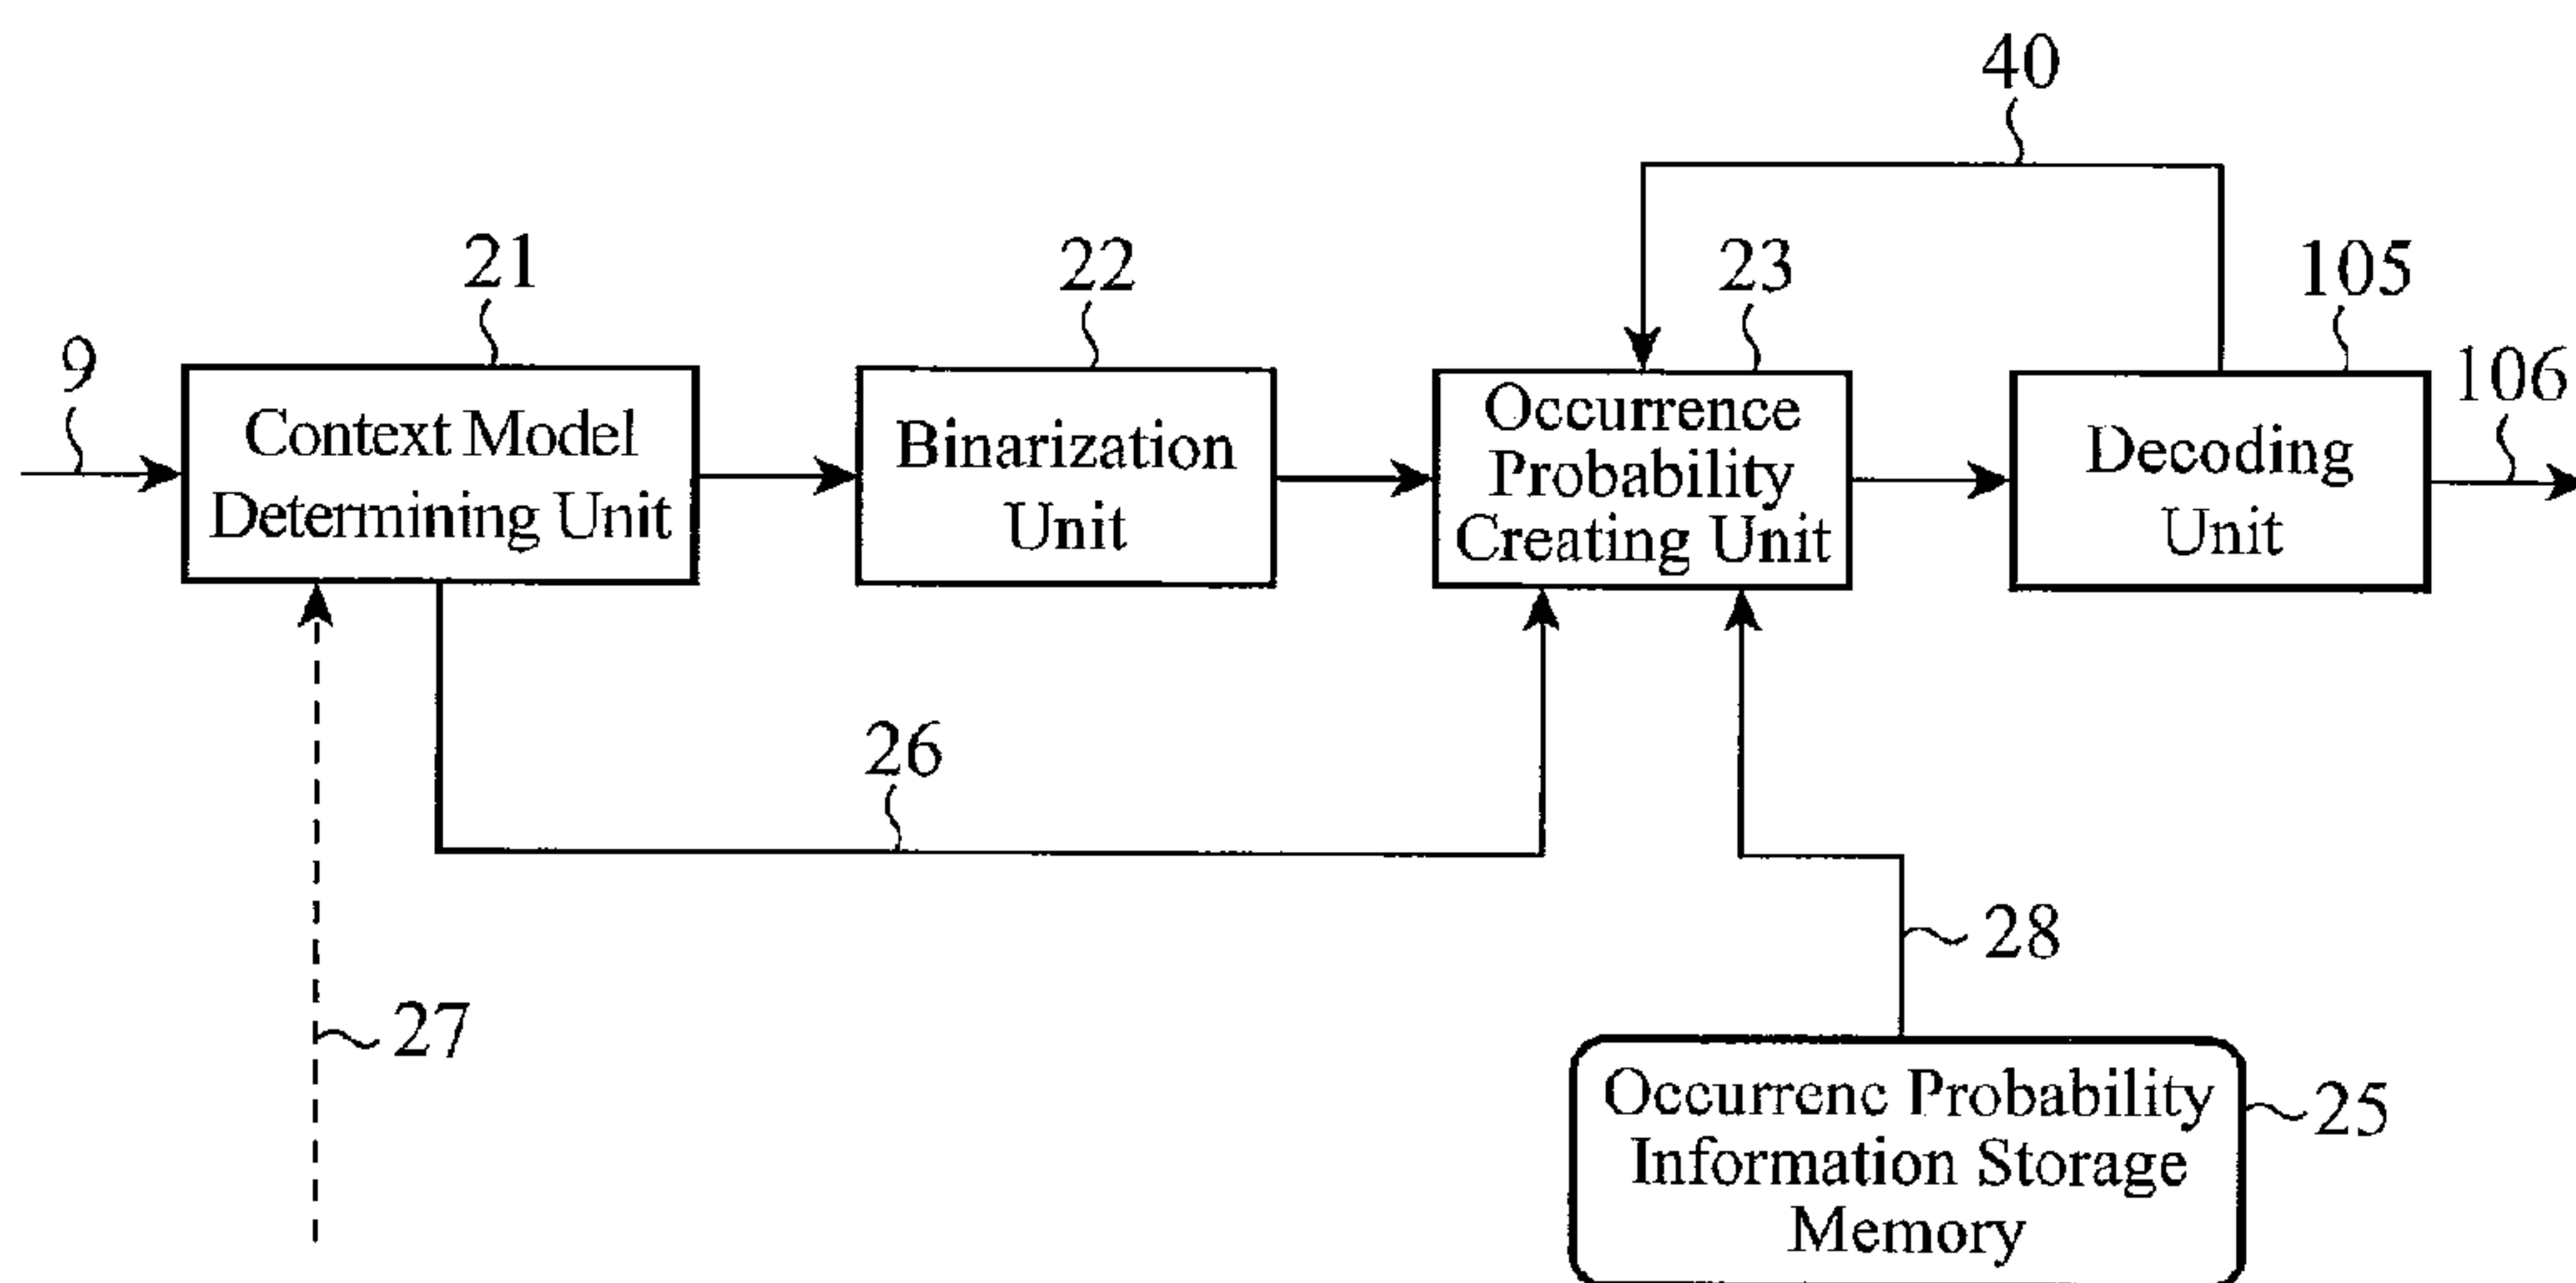 40
21
22
23
105
9
106
Context Model
Determining Unit
Binarization
Unit
Occurrence
Probability
Creating Unit
Decoding
Unit
26
28
27
Occurrenc Probability
Information Storage
Memory
25